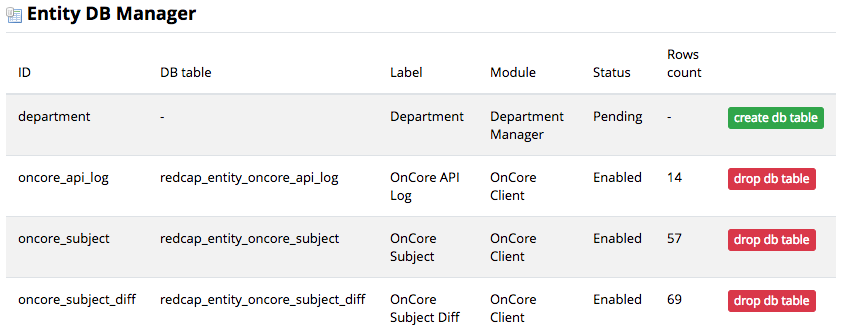 Entity DB Manager
ID DB table Label Module Status Rows count
department - Department Department Manager Pending - create db table
oncore_api_log redcap_entity_oncore_api_log OnCore API Log OnCore Client Enabled 14 drop db table
oncore_subject redcap_entity_oncore_subject OnCore Subject OnCore Client Enabled 57 drop db table
oncore_subject_diff redcap_entity_oncore_subject_diff OnCore Subject Diff OnCore Client Enabled 69 drop db table